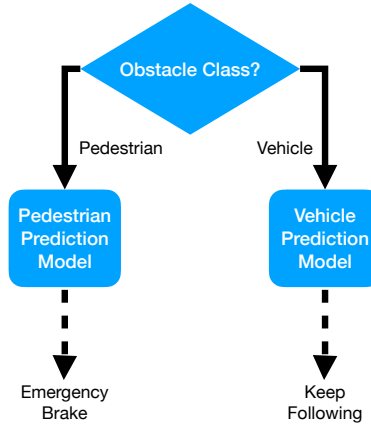 Obstacle Class?
Pedestrian
Vehicle
Pedestrian
Prediction
Model
Vehicle
Prediction
Model
Emergency
Brake
Keep
Following